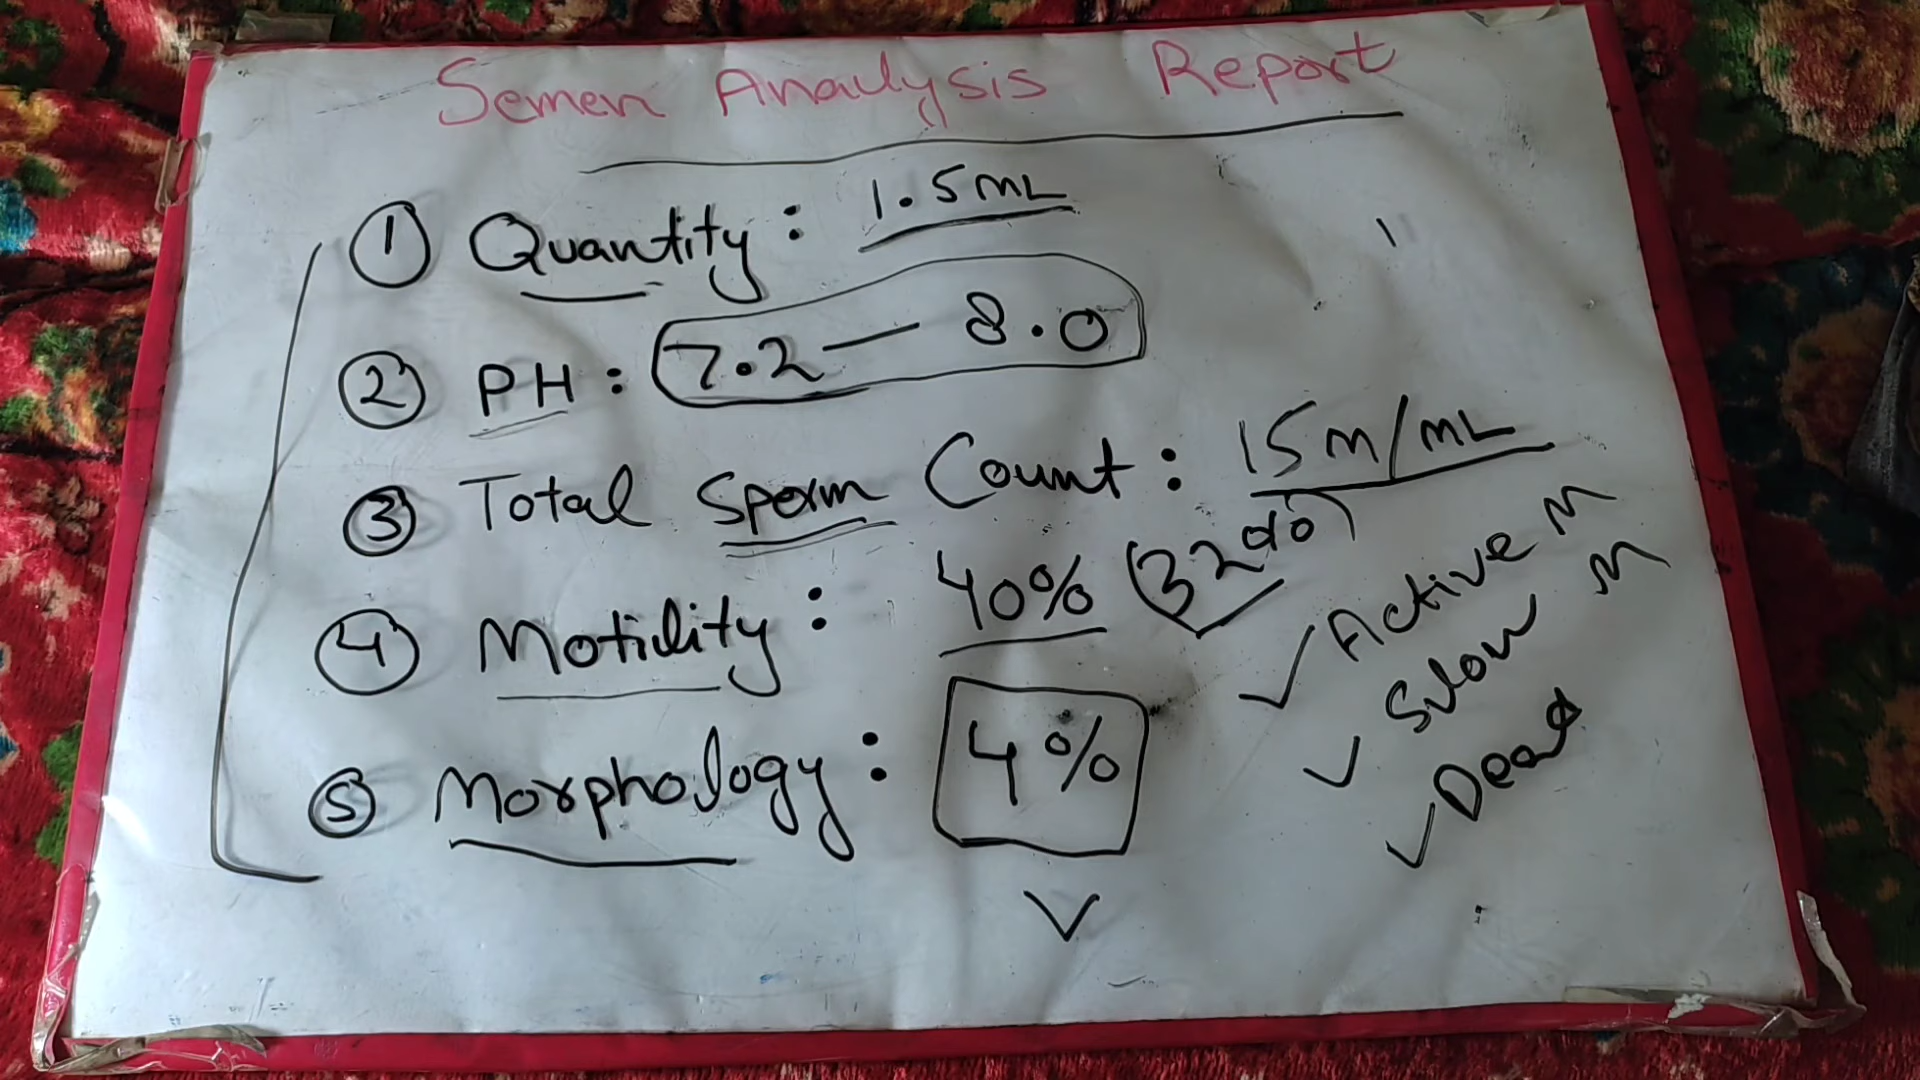 Semen Analysis Report
① Quantity: 1.5mL
② PH: 7.2 — 8.0
③ Total Sperm Count: 15m/mL
④ Motility: 40% 32%
Active M
Slow M
Dead
⑤ Morphology: 4%